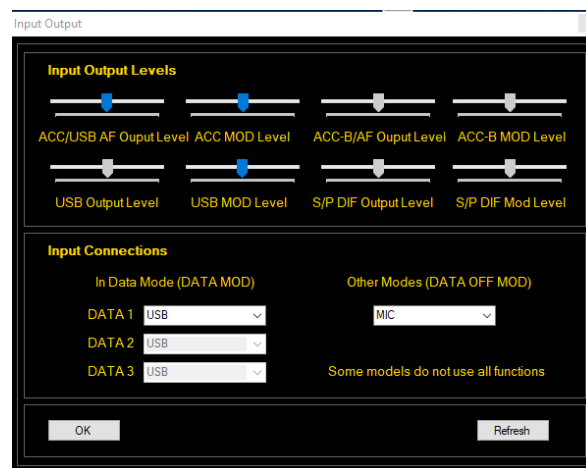 Input Output
Input Output Levels
ACC/USB AF Ouput Level ACC MOD Level ACC-B/AF Ouput Level ACC-B MOD Level
USB Output Level USB MOD Level S/P DIF Output Level S/P DIF Mod Level
Input Connections
In Data Mode (DATA MOD) Other Modes (DATA OFF MOD)
DATA 1 USB MIC
DATA 2 USB
DATA 3 USB Some models do not use all functions
OK Refresh